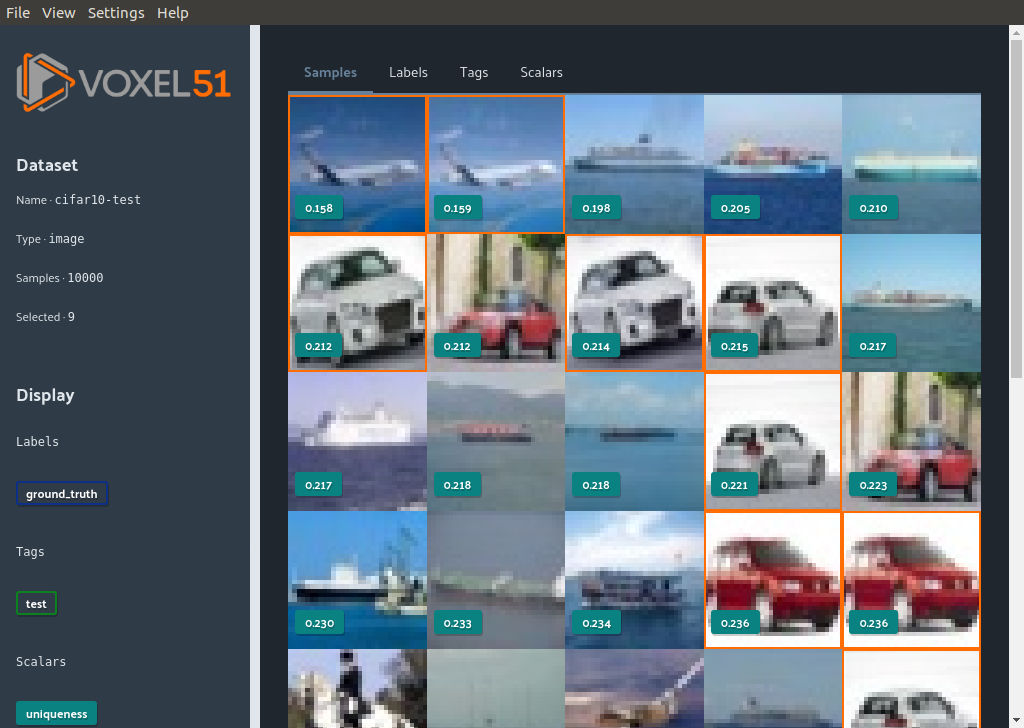 File View Settings Help
VOXEL51
Dataset
Name · cifar10-test
Type · image
Samples · 10000
Selected · 9
Display
Labels
ground_truth
Tags
test
Scalars
uniqueness
Samples Labels Tags Scalars
0.158 0.159 0.198 0.205 0.210
0.212 0.212 0.214 0.215 0.217
0.217 0.218 0.218 0.221 0.223
0.230 0.233 0.234 0.236 0.236